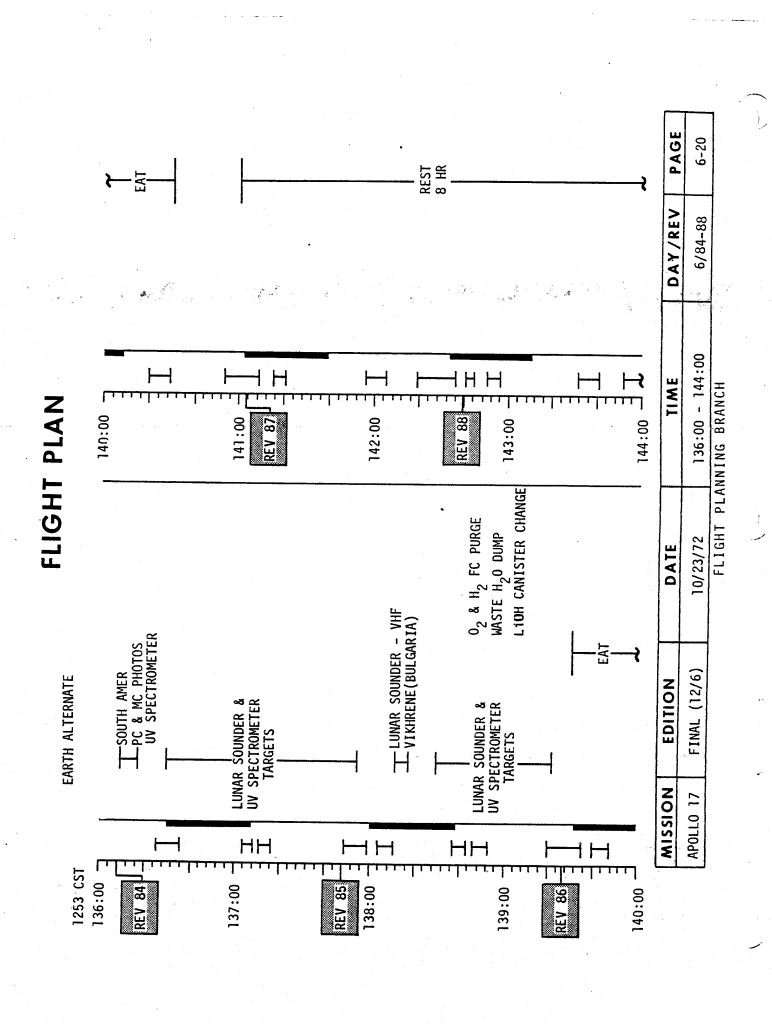 FLIGHT PLAN
EARTH ALTERNATE
1253 CST
136:00
REV 84
137:00
REV 85
138:00
139:00
REV 86
140:00
SOUTH AMER
PC & MC PHOTOS
UV SPECTROMETER
LUNAR SOUNDER &
UV SPECTROMETER
TARGETS
LUNAR SOUNDER - VHF
VIKHRENE(BULGARIA)
LUNAR SOUNDER &
UV SPECTROMETER
TARGETS
O2 & H2 FC PURGE
WASTE H2O DUMP
LiOH CANISTER CHANGE
EAT
140:00
141:00
REV 87
142:00
REV 88
143:00
144:00
EAT
REST
8 HR
MISSION EDITION DATE TIME DAY/REV PAGE
APOLLO 17 FINAL (12/6) 10/23/72 136:00 - 144:00 6/84-88 6-20
FLIGHT PLANNING BRANCH